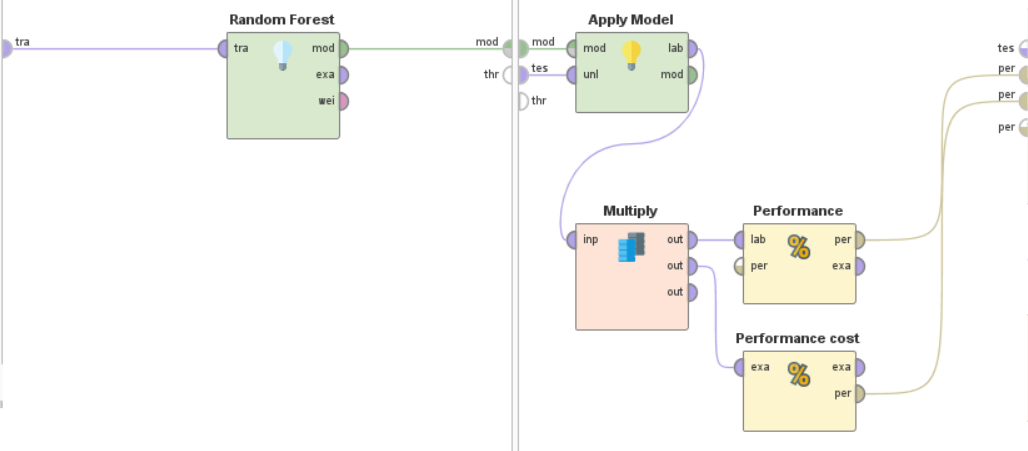 Random Forest
tra
tra
mod
exa
wei
mod
thr
Apply Model
mod
tes
thr
mod
unl
lab
mod
tes
per
per
per
Multiply
inp
out
out
out
Performance
lab
per
per
exa
Performance cost
exa
exa
per